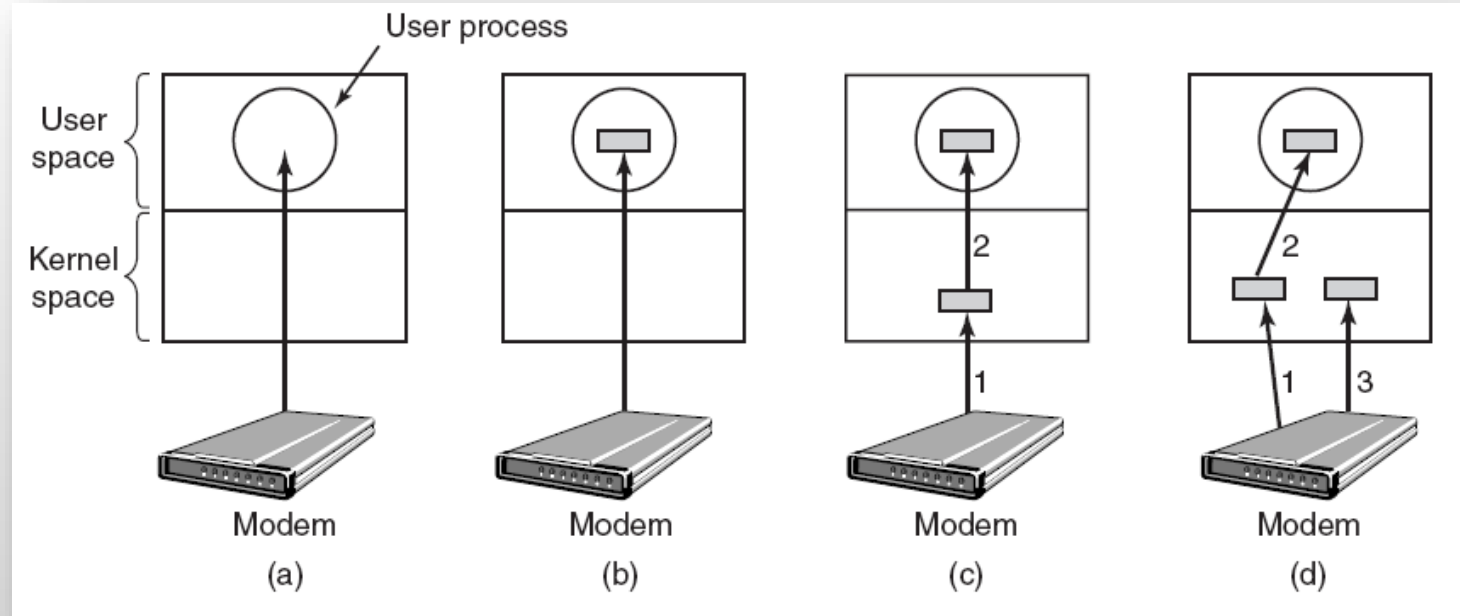 User process
User
space
Kernel
space
2
2
1
1
3
Modem
Modem
Modem
Modem
(a)
(b)
(c)
(d)